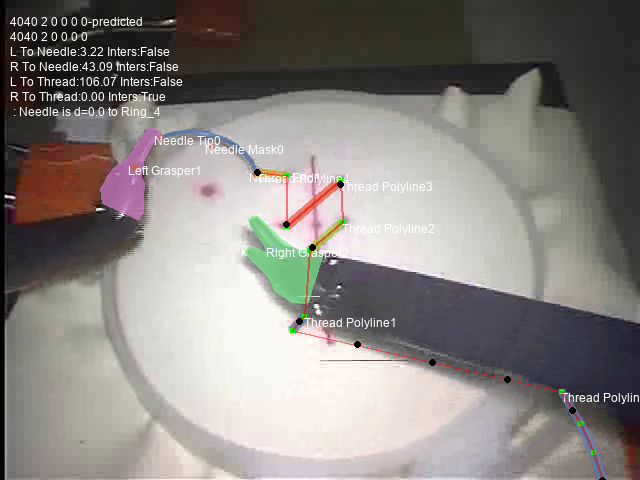 4040 2 0 0 0 0-predicted
4040 2 0 0 0 0
L To Needle:3.22 Inters:False
R To Needle:43.09 Inters:False
L To Thread:106.07 Inters:False
R To Thread:0.00 Inters:True
: Needle is d=0.0 to Ring_4
Needle Tip0
Needle Mask0
Left Grasper1
Thread Polyline3
Thread Polyline2
Right Grasper2
Thread Polyline1
Thread Polylin